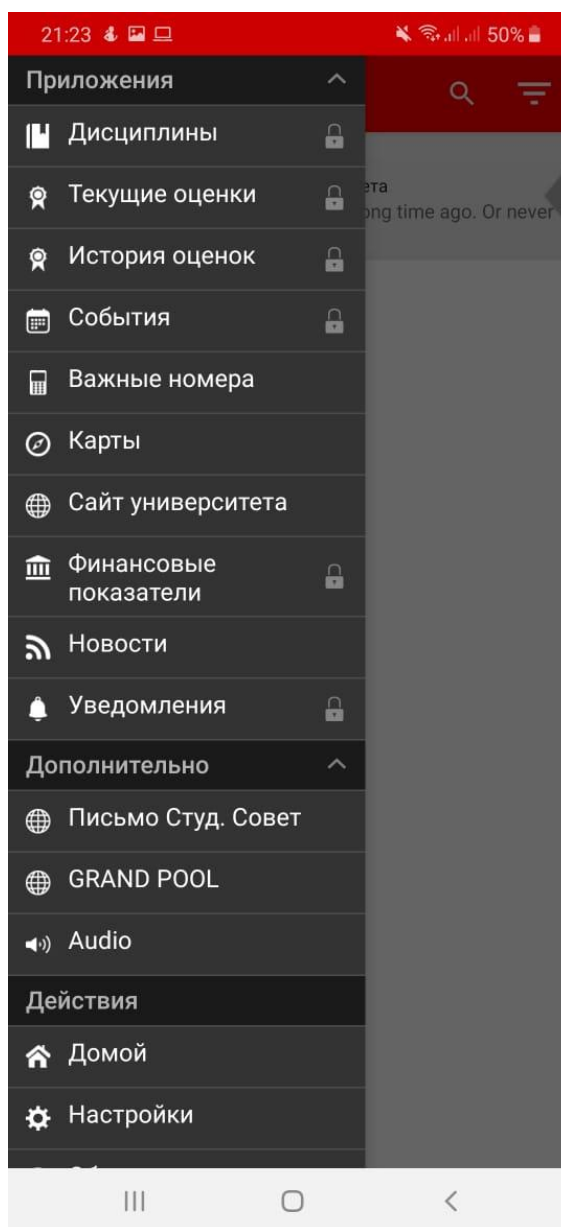 21:23
50%
Приложения
Дисциплины
Текущие оценки
История оценок
События
Важные номера
Карты
Сайт университета
Финансовые
показатели
Новости
Уведомления
Дополнительно
Письмо Студ. Совет
GRAND POOL
Audio
Действия
Домой
Настройки
ета
ong time ago. Or never